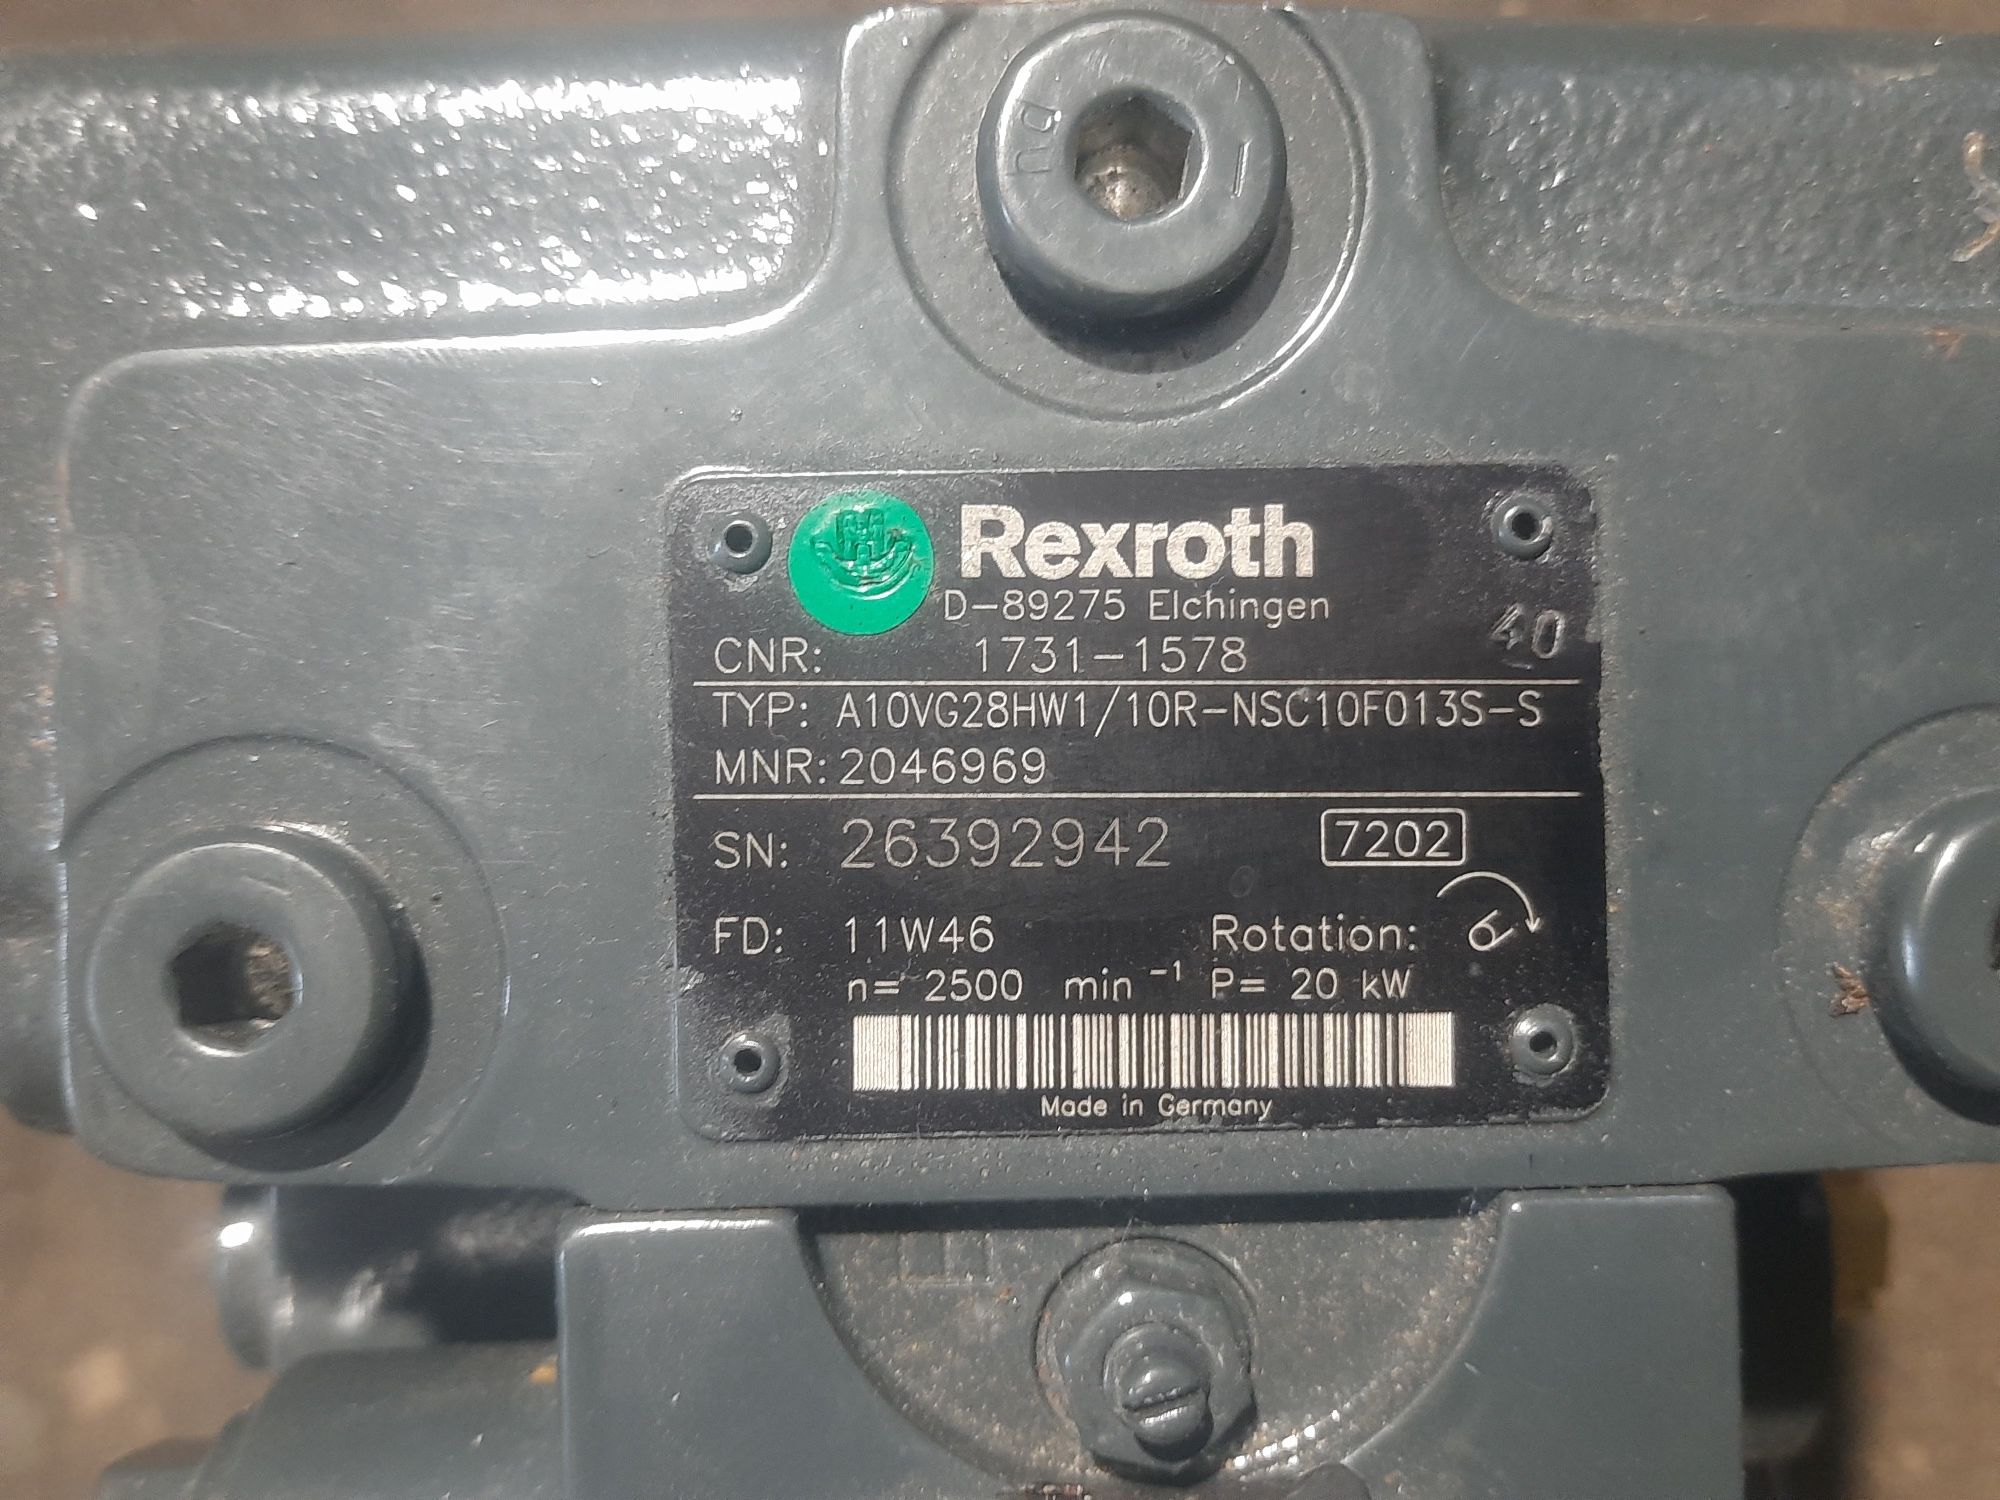 Rexroth
D-89275 Elchingen
CNR: 1731-1578
40
TYP: A10VG28HW1/10R-NSC10F013S-S
MNR: 2046969
SN: 26392942 7202
FD: 11W46 Rotation:
n= 2500 min⁻¹ P= 20 kW
Made in Germany